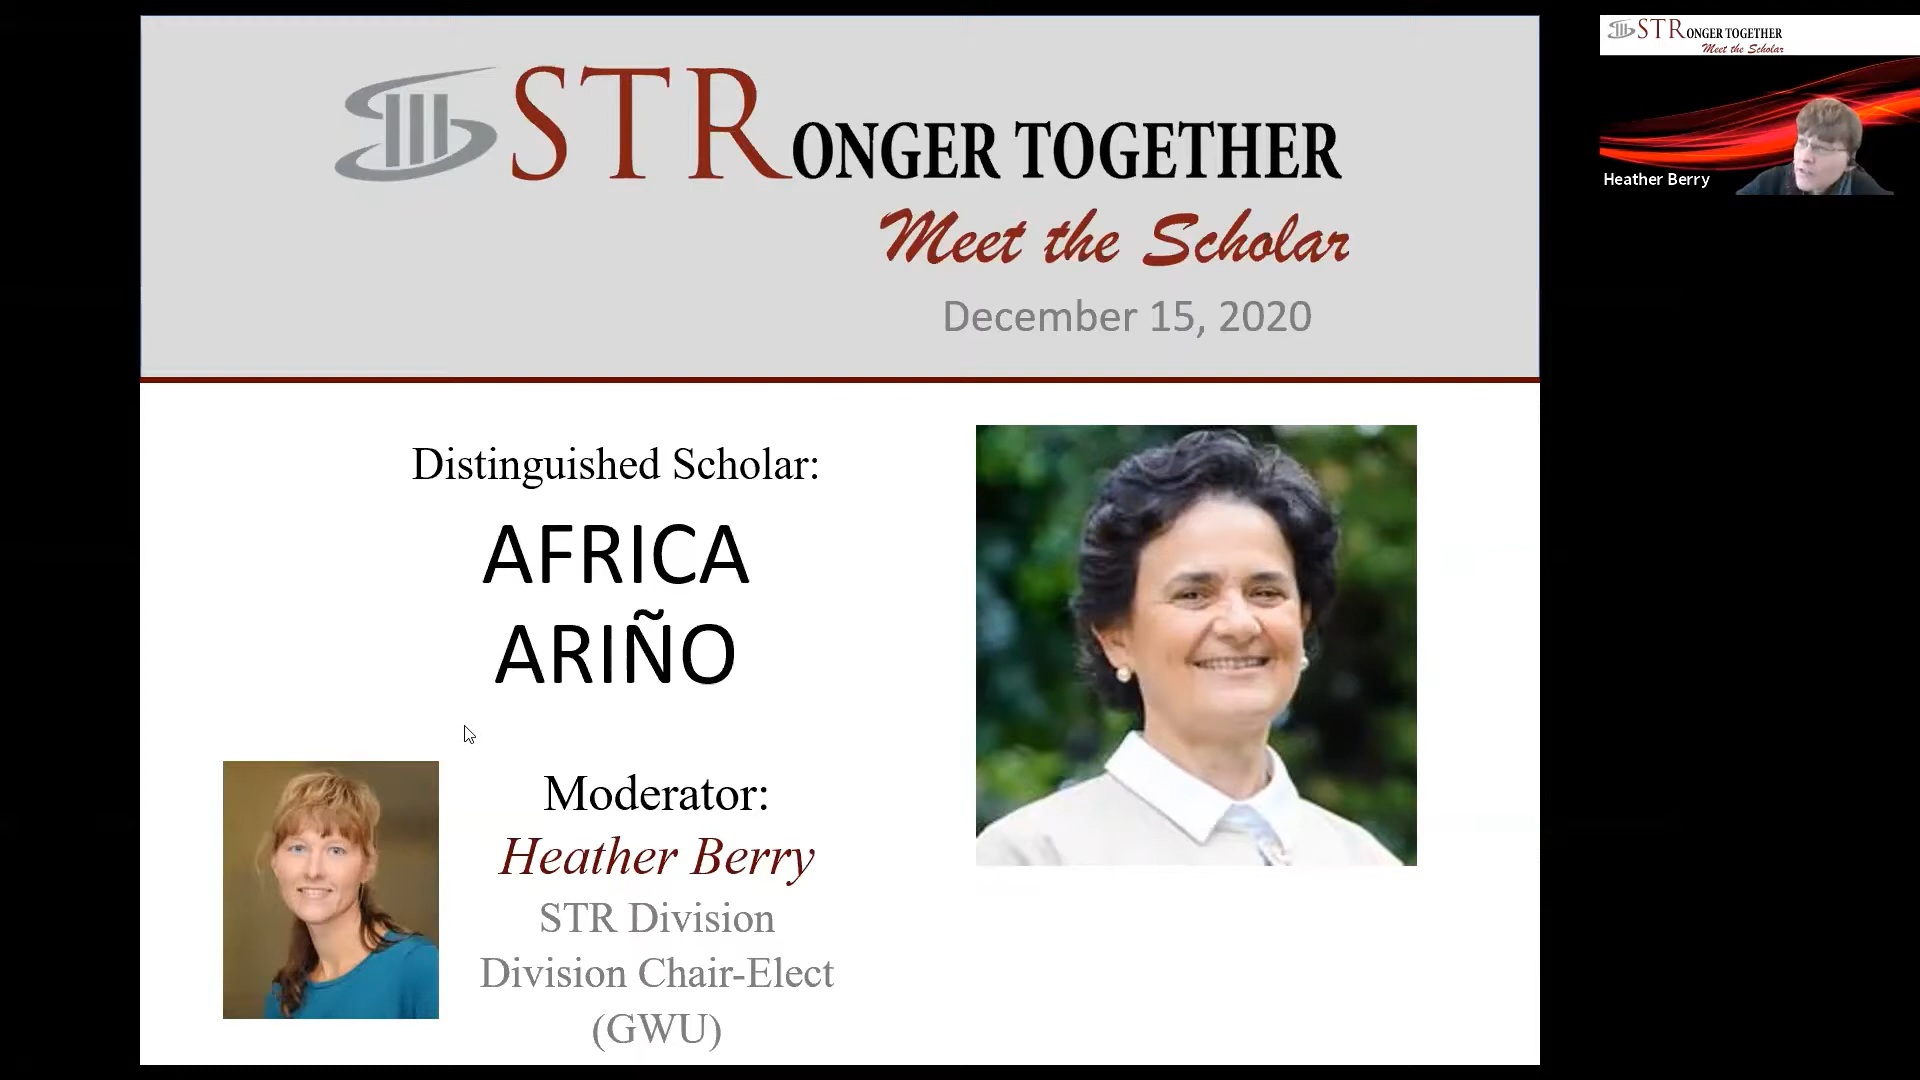 STRONGER TOGETHER
Meet the Scholar
December 15, 2020
Distinguished Scholar:
AFRICA
ARIÑO
Moderator:
Heather Berry
STR Division
Division Chair-Elect
(GWU)
STRONGER TOGETHER
Meet the Scholar
Heather Berry